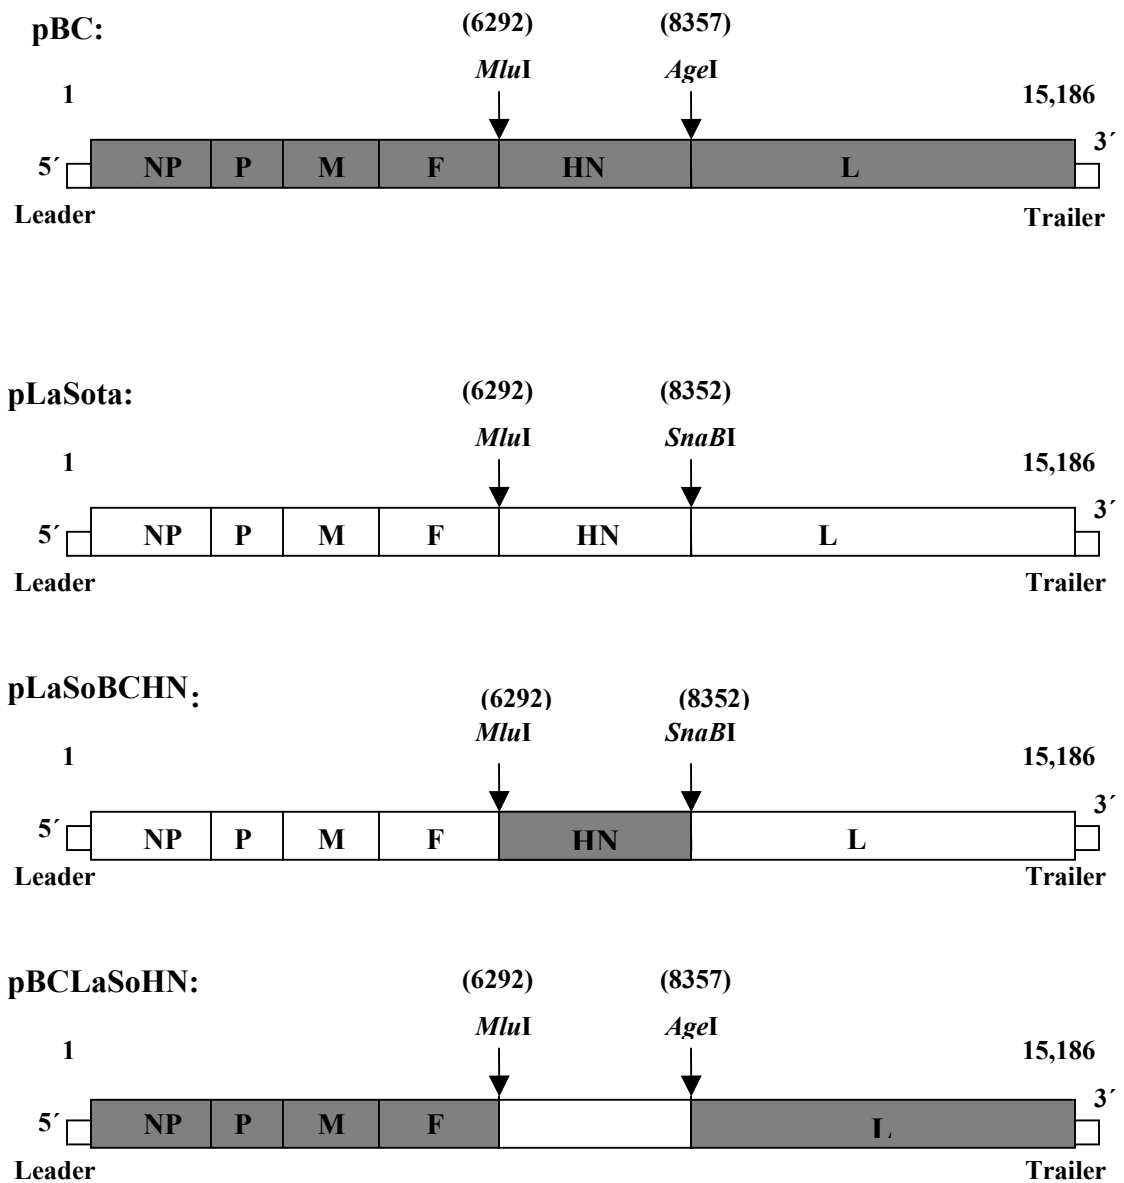 pBC:
(6292) (8357)
MluI AgeI
1 15,186
5´ NP P M F HN L 3´
Leader Trailer
pLaSota:
(6292) (8352)
MluI SnaBI
1 15,186
5´ NP P M F HN L 3´
Leader Trailer
pLaSoBCHN:
(6292) (8352)
MluI SnaBI
1 15,186
5´ NP P M F HN L 3´
Leader Trailer
pBCLaSoHN:
(6292) (8357)
MluI AgeI
1 15,186
5´ NP P M F L 3´
Leader Trailer